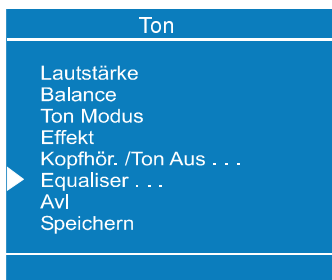 Ton
Lautstärke
Balance
Ton Modus
Effekt
Kopfhör. /Ton Aus . . .
Equaliser . . .
Avl
Speichern